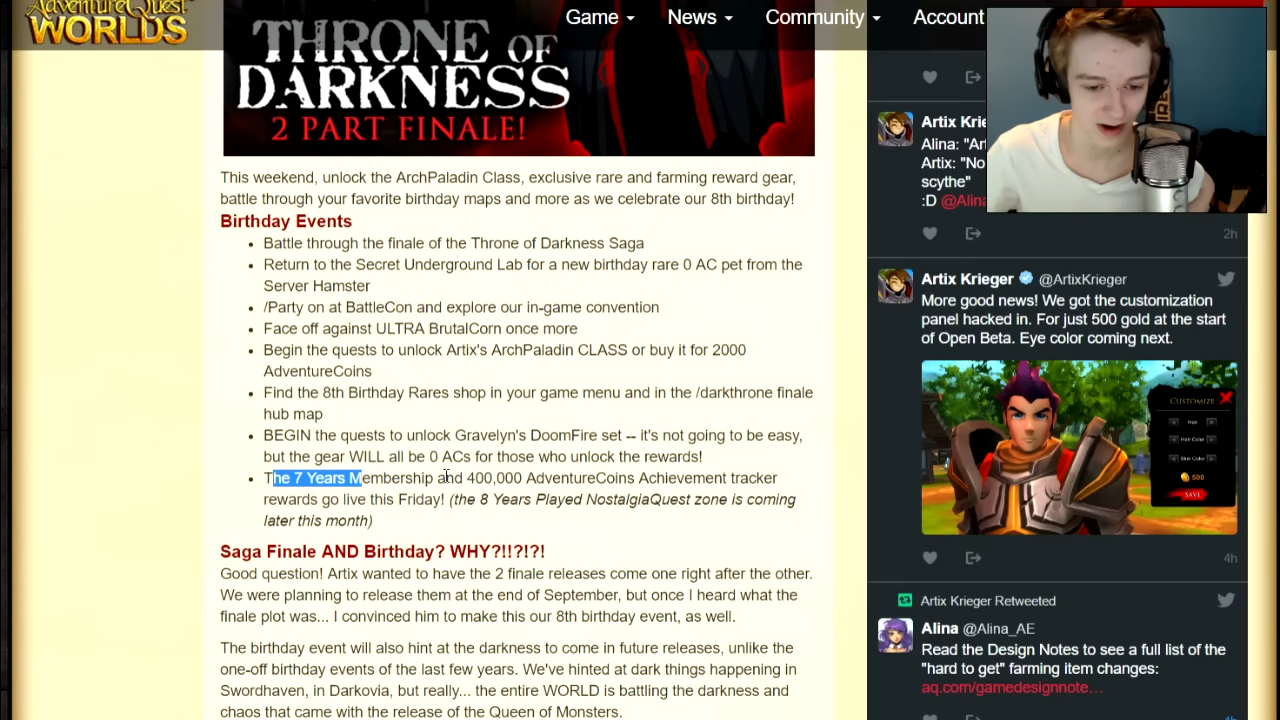 AdventureQuest
WORLDS
Game
News
Community
Account
THRONE OF
DARKNESS
2 PART FINALE!
This weekend, unlock the ArchPaladin Class, exclusive rare and farming reward gear,
battle through your favorite birthday maps and more as we celebrate our 8th birthday!
Birthday Events
• Battle through the finale of the Throne of Darkness Saga
• Return to the Secret Underground Lab for a new birthday rare 0 AC pet from the
Server Hamster
• /Party on at BattleCon and explore our in-game convention
• Face off against ULTRA BrutalCorn once more
• Begin the quests to unlock Artix's ArchPaladin CLASS or buy it for 2000
AdventureCoins
• Find the 8th Birthday Rares shop in your game menu and in the /darkthrone finale
hub map
• BEGIN the quests to unlock Gravelyn's DoomFire set -- it's not going to be easy,
but the gear WILL all be 0 ACs for those who unlock the rewards!
• The 7 Years Membership and 400,000 AdventureCoins Achievement tracker
rewards go live this Friday! (the 8 Years Played NostalgiaQuest zone is coming
later this month)
Saga Finale AND Birthday? WHY?!!?!?!
Good question! Artix wanted to have the 2 finale releases come one right after the other.
We were planning to release them at the end of September, but once I heard what the
finale plot was... I convinced him to make this our 8th birthday event, as well.
The birthday event will also hint at the darkness to come in future releases, unlike the
one-off birthday events of the last few years. We've hinted at dark things happening in
Swordhaven, in Darkovia, but really... the entire WORLD is battling the darkness and
chaos that came with the release of the Queen of Monsters.
Artix Krie
Alina: "Ar
Artix: "No
scythe"
:D @Alina
2h
Artix Krieger @ArtixKrieger
More good news! We got the customization
panel hacked in. For just 500 gold at the start
of Open Beta. Eye color coming next.
CUSTOMIZE
Hair
Hair Color
Skin Color
500
SAVE
4h
Artix Krieger Retweeted
Alina @Alina_AE
Read the Design Notes to see a full list of the
"hard to get" farming item changes:
aq.com/gamedesignnote…